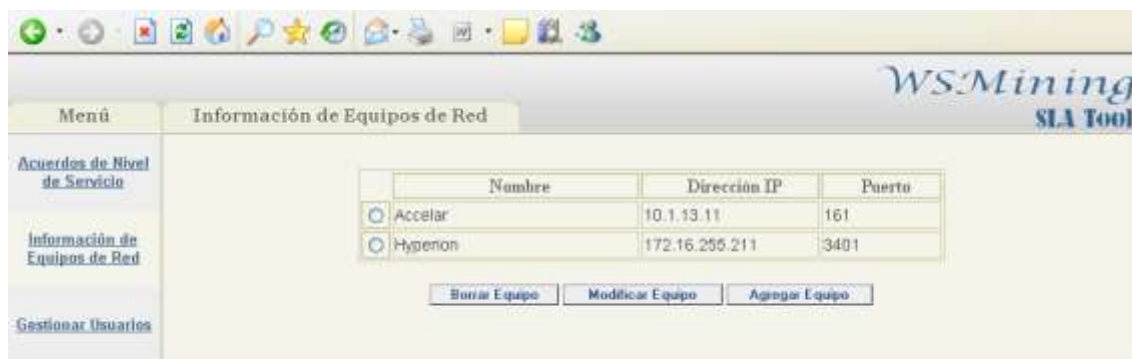 WSMining
SLA Tool
Menú
Información de Equipos de Red
Acuerdos de Nivel
de Servicio
Información de
Equipos de Red
Gestionar Usuarios
Nombre Dirección IP Puerto
Accelar 10.1.13.11 161
Hyperion 172.16.255.211 3401
Borrar Equipo Modificar Equipo Agregar Equipo